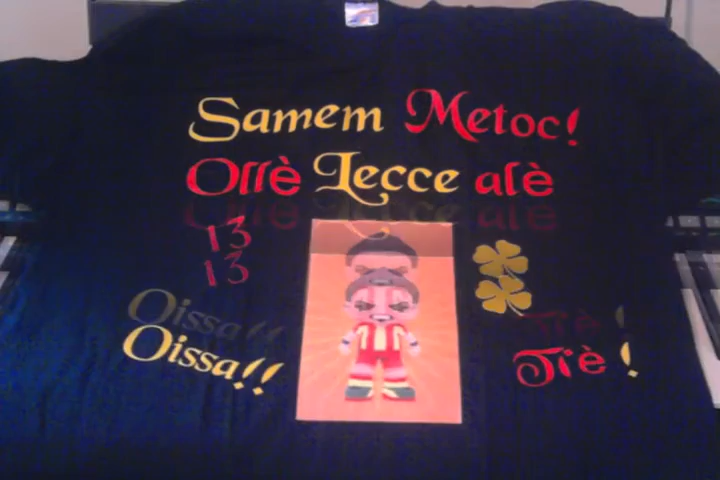 Samem Metoc!
Ollè Lecce alè
13
13
Oissa!!
Oissa!!
Tiè !
Tiè !